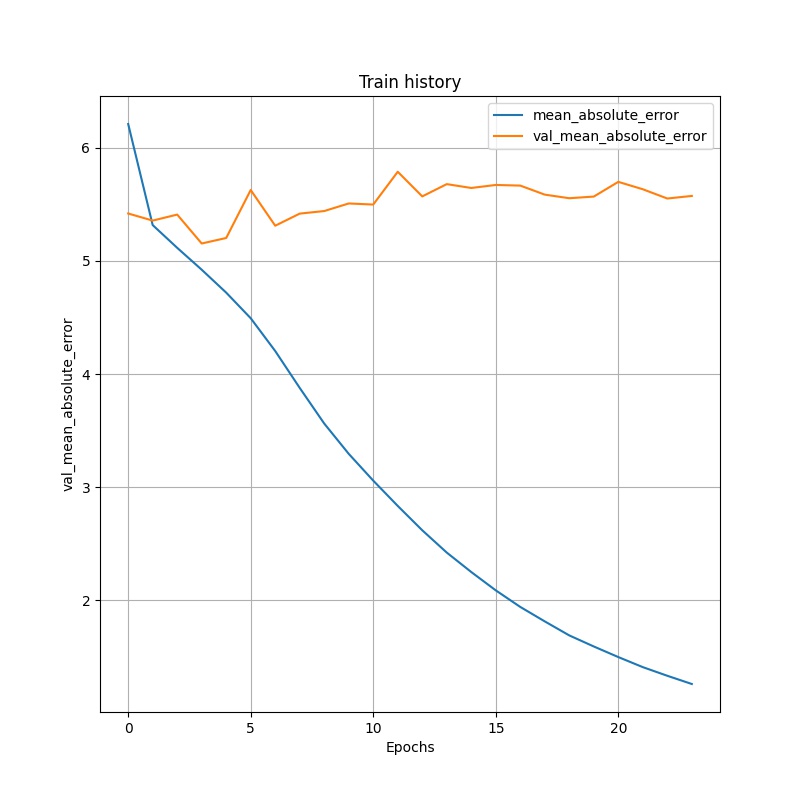 Train history
mean_absolute_error
val_mean_absolute_error
6
5
4
3
2
val_mean_absolute_error
0 5 10 15 20
Epochs